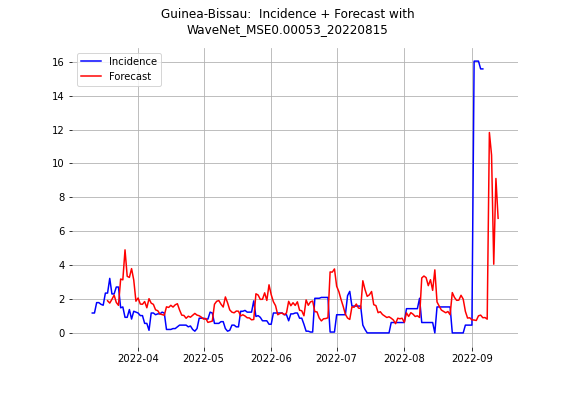 Guinea-Bissau:  Incidence + Forecast with
WaveNet_MSE0.00053_20220815
Incidence
Forecast
16
14
12
10
8
6
4
2
0
2022-04 2022-05 2022-06 2022-07 2022-08 2022-09